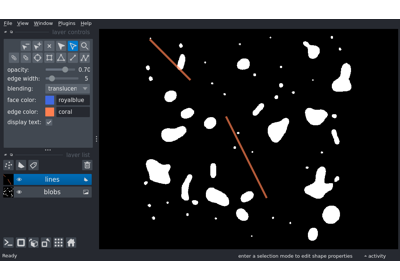 File View Window Plugins Help
layer controls
opacity: 0.70
edge width: 5
blending: translucen
face color: royalblue
edge color: coral
display text:
layer list
lines
blobs
Ready enter a selection mode to edit shape properties activity